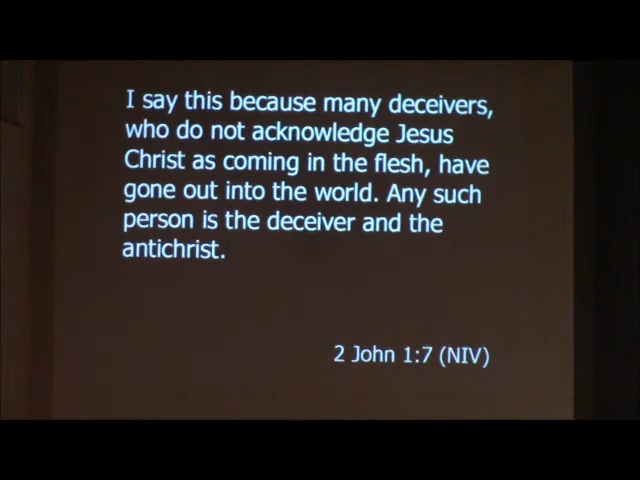 I say this because many deceivers,
who do not acknowledge Jesus
Christ as coming in the flesh, have
gone out into the world. Any such
person is the deceiver and the
antichrist.
2 John 1:7 (NIV)